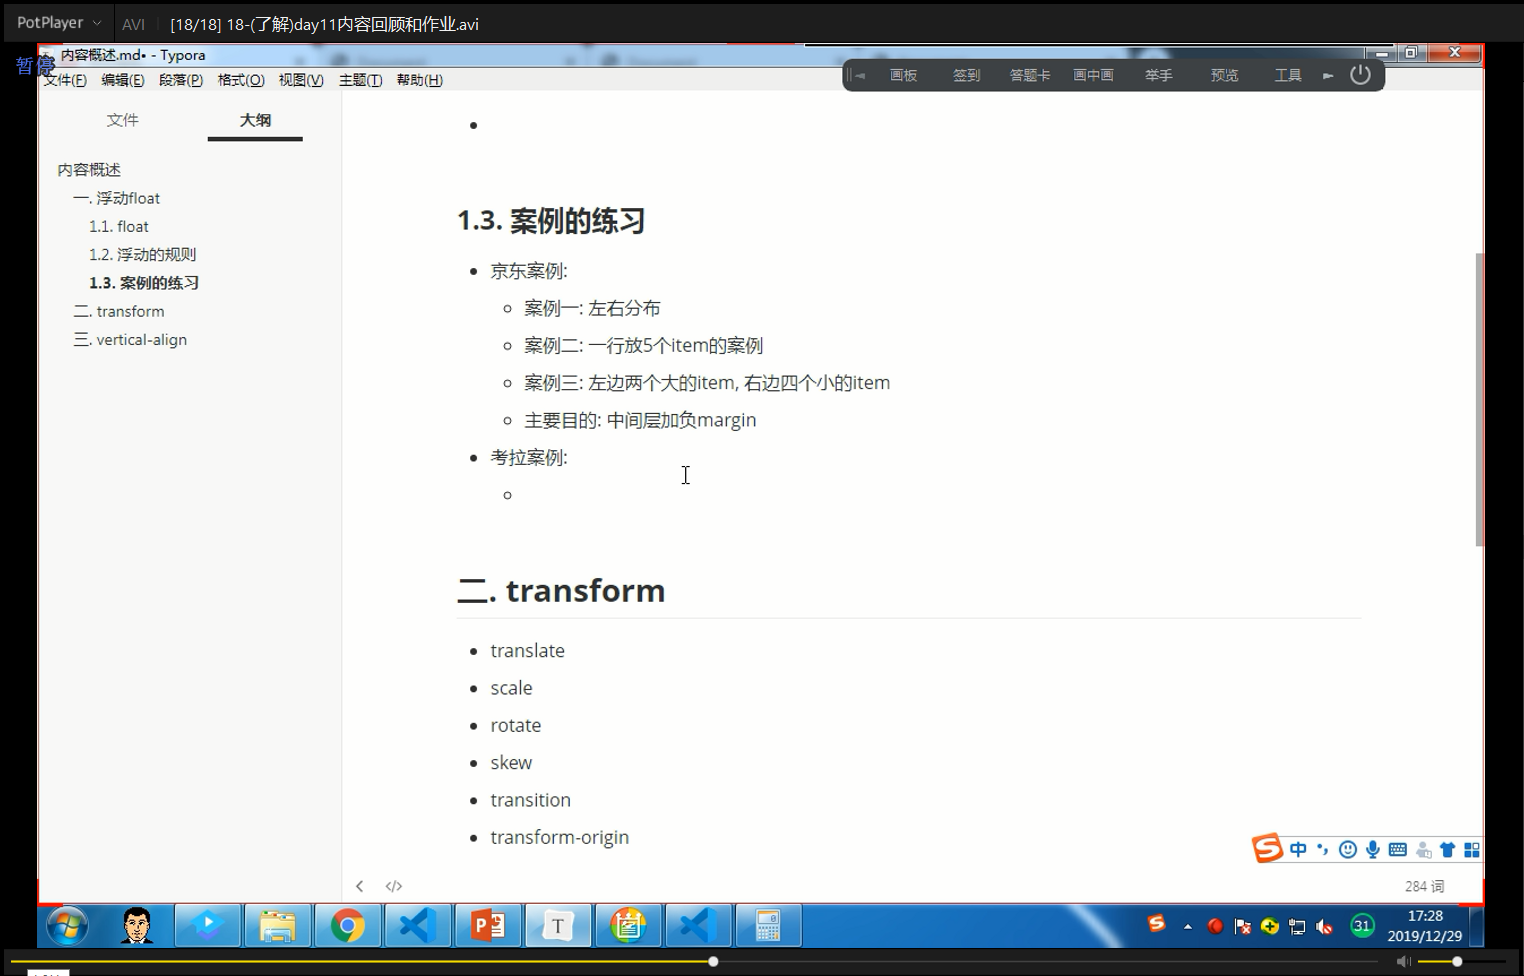 PotPlayer AVI [18/18] 18-(了解)day11内容回顾和作业.avi
暂停
内容概述.md• - Typora
文件(F) 编辑(E) 段落(P) 格式(O) 视图(V) 主题(T) 帮助(H)
画板 签到 答题卡 画中画 举手 预览 工具
文件 大纲
内容概述
一. 浮动float
1.1. float
1.2. 浮动的规则
1.3. 案例的练习
二. transform
三. vertical-align
1.3. 案例的练习
京东案例:
案例一: 左右分布
案例二: 一行放5个item的案例
案例三: 左边两个大的item, 右边四个小的item
主要目的: 中间层加负margin
考拉案例:
二. transform
translate
scale
rotate
skew
transition
transform-origin
中
284 词
31
17:28
2019/12/29